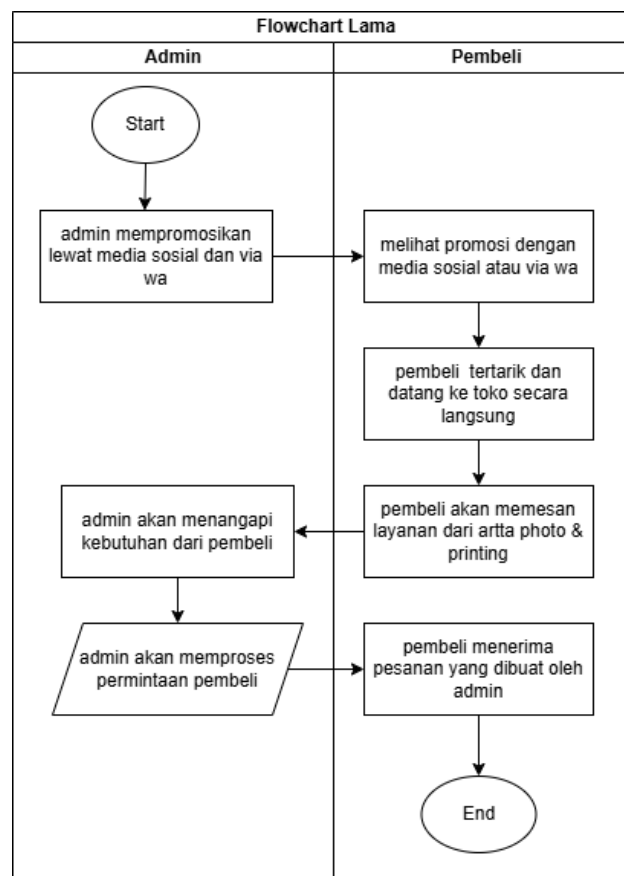 Flowchart Lama
Admin
Pembeli
Start
admin mempromosikan
lewat media sosial dan via
wa
melihat promosi dengan
media sosial atau via wa
pembeli tertarik dan
datang ke toko secara
langsung
pembeli akan memesan
layanan dari artta photo &
printing
admin akan menangapi
kebutuhan dari pembeli
admin akan memproses
permintaan pembeli
pembeli menerima
pesanan yang dibuat oleh
admin
End